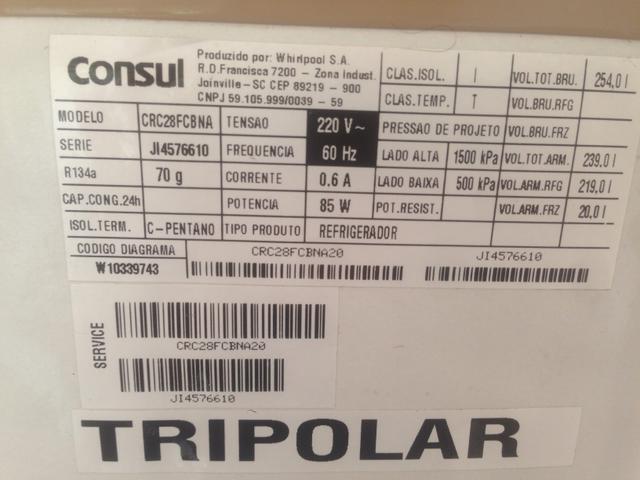 Consul
Produzido por: Whirlpool S.A.
R.D.Francisca 7200 - Zona Indust.
Joinville - SC CEP 89219 - 900
CNPJ 59.105.999/0039 - 59
CLAS.ISOL. I VOL.TOT.BRU. 254,0 l
CLAS.TEMP. T VOL.BRU.RFG
MODELO CRC28FCBNA TENSAO 220 V~ PRESSAO DE PROJETO VOL.BRU.FRZ
SERIE JI4576610 FREQUENCIA 60 Hz LADO ALTA 1500 kPa VOL.TOT.ARM. 239,0 l
R134a 70 g CORRENTE 0.6 A LADO BAIXA 500 kPa VOL.ARM.RFG 219,0 l
CAP.CONG.24h POTENCIA 85 W POT.RESIST. VOL.ARM.FRZ 20,0 l
ISOL.TERM. C-PENTANO TIPO PRODUTO REFRIGERADOR
CODIGO DIAGRAMA CRC28FCBNA20 JI4576610
W10339743
SERVICE
CRC28FCBNA20
JI4576610
TRIPOLAR